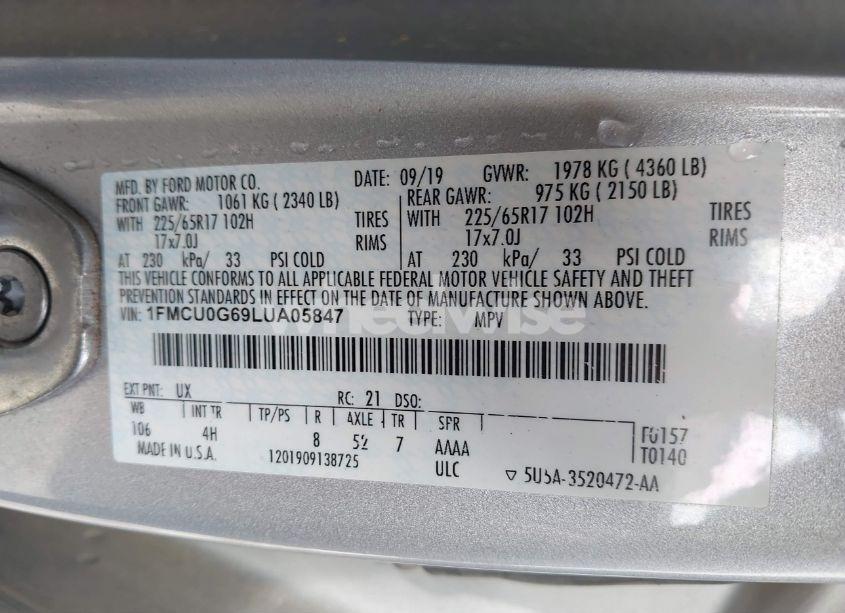 MFD. BY FORD MOTOR CO. DATE: 09/19 GVWR: 1978 KG ( 4360 LB)
FRONT GAWR: 1061 KG ( 2340 LB) REAR GAWR: 975 KG ( 2150 LB)
WITH 225/65R17 102H TIRES WITH 225/65R17 102H TIRES
17x7.0J RIMS 17x7.0J RIMS
AT 230 kPa/ 33 PSI COLD AT 230 kPa/ 33 PSI COLD
THIS VEHICLE CONFORMS TO ALL APPLICABLE FEDERAL MOTOR VEHICLE SAFETY AND THEFT
PREVENTION STANDARDS IN EFFECT ON THE DATE OF MANUFACTURE SHOWN ABOVE.
VIN: 1FMCU0G69LUA05847 TYPE: MPV
EXT PNT: UX RC: 21 DSO:
WB INT TR TP/PS R AXLE TR SPR
106 4H 8 52 7 AAAA
MADE IN U.S.A. 1201909138725 ULC
T0140